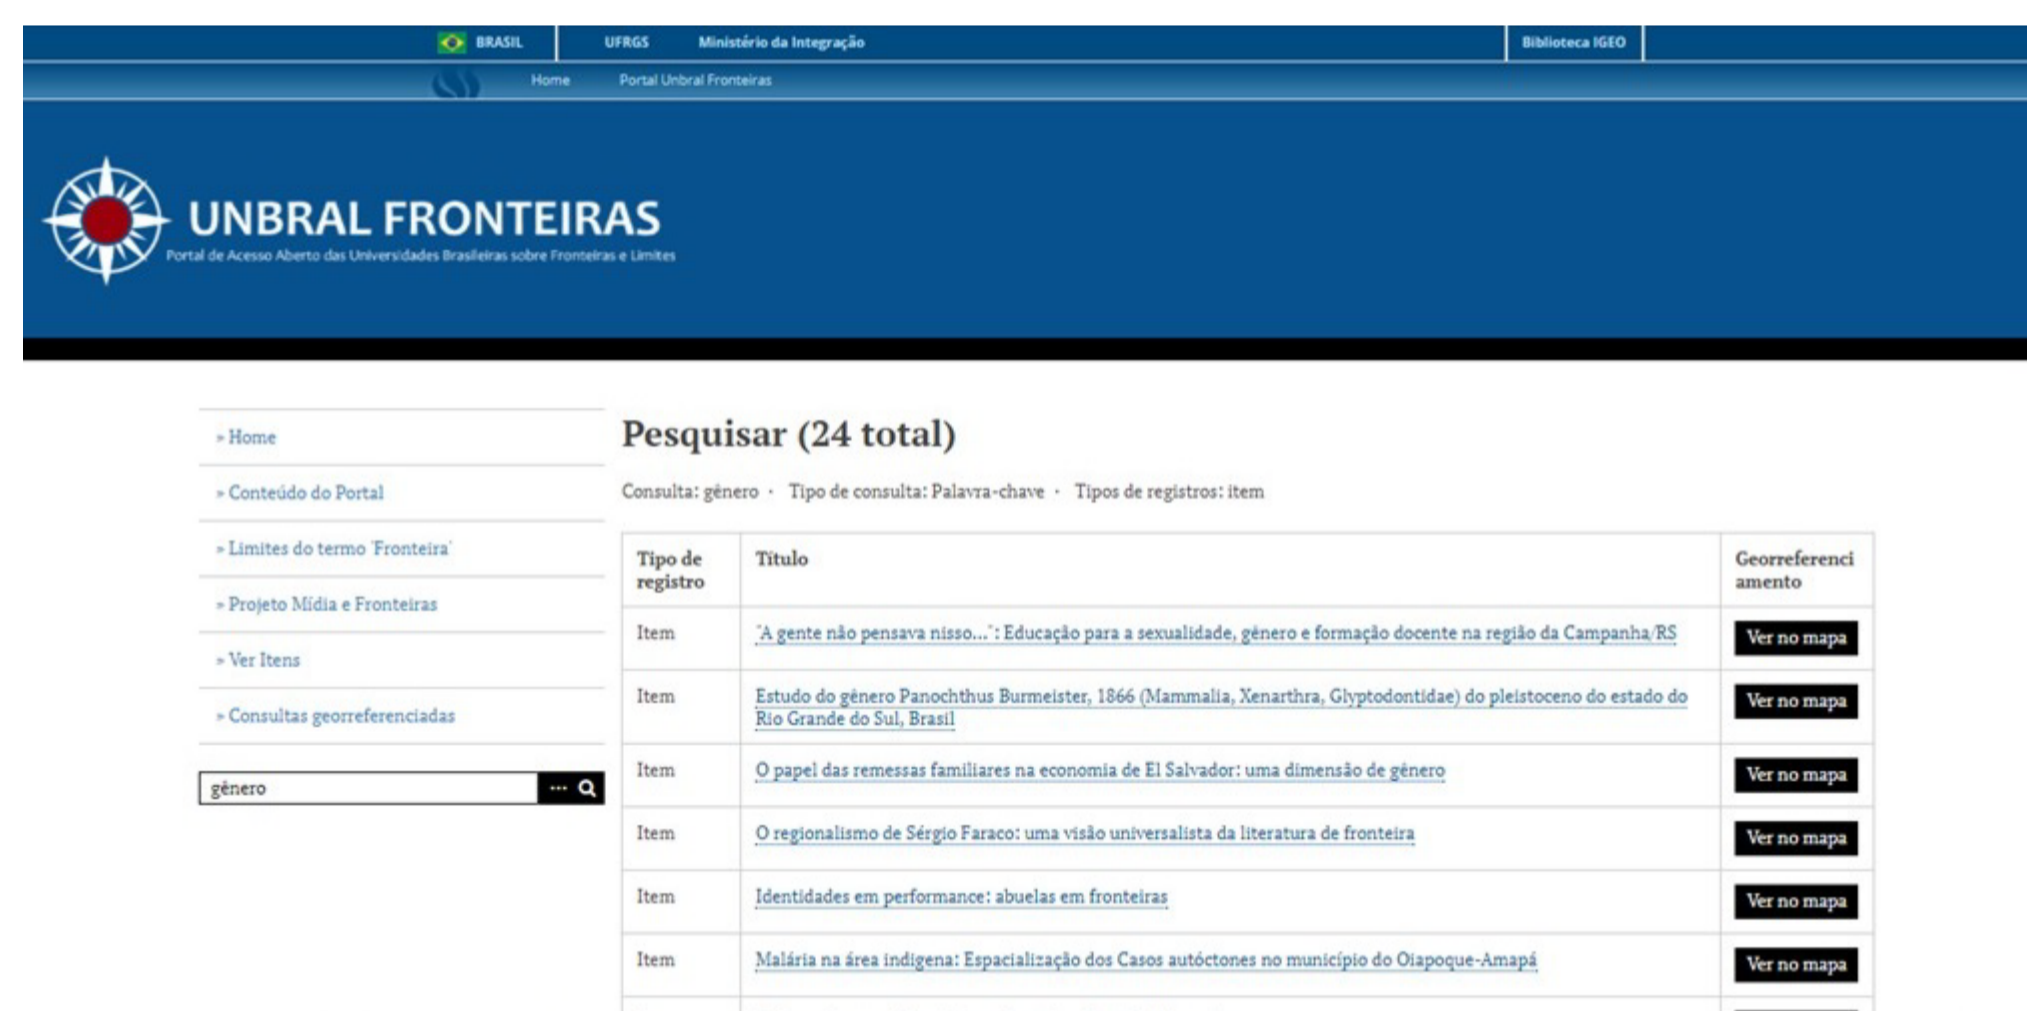 BRASIL UFRGS Ministério da Integração Biblioteca IGEO
Home Portal Unbral Fronteiras
UNBRAL FRONTEIRAS
Portal de Acesso Aberto das Universidades Brasileiras sobre Fronteiras e Limites
» Home
» Conteúdo do Portal
» Limites do termo 'Fronteira'
» Projeto Mídia e Fronteiras
» Ver Itens
» Consultas georreferenciadas
gênero ...
Pesquisar (24 total)
Consulta: gênero · Tipo de consulta: Palavra-chave · Tipos de registros: item
Tipo de registro Título Georreferenci
amento
Item "A gente não pensava nisso...": Educação para a sexualidade, gênero e formação docente na região da Campanha/RS Ver no mapa
Item Estudo do gênero Panochthus Burmeister, 1866 (Mammalia, Xenarthra, Glyptodontidae) do pleistoceno do estado do
Rio Grande do Sul, Brasil Ver no mapa
Item O papel das remessas familiares na economia de El Salvador: uma dimensão de gênero Ver no mapa
Item O regionalismo de Sérgio Faraco: uma visão universalista da literatura de fronteira Ver no mapa
Item Identidades em performance: abuelas em fronteiras Ver no mapa
Item Malária na área indigena: Espacialização dos Casos autóctones no município do Oiapoque-Amapá Ver no mapa